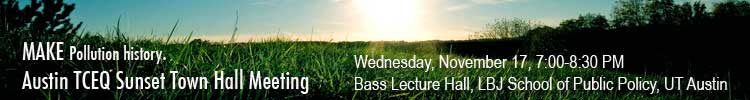 MAKE Pollution history.
Austin TCEQ Sunset Town Hall Meeting
Wednesday, November 17, 7:00-8:30 PM
Bass Lecture Hall, LBJ School of Public Policy, UT Austin